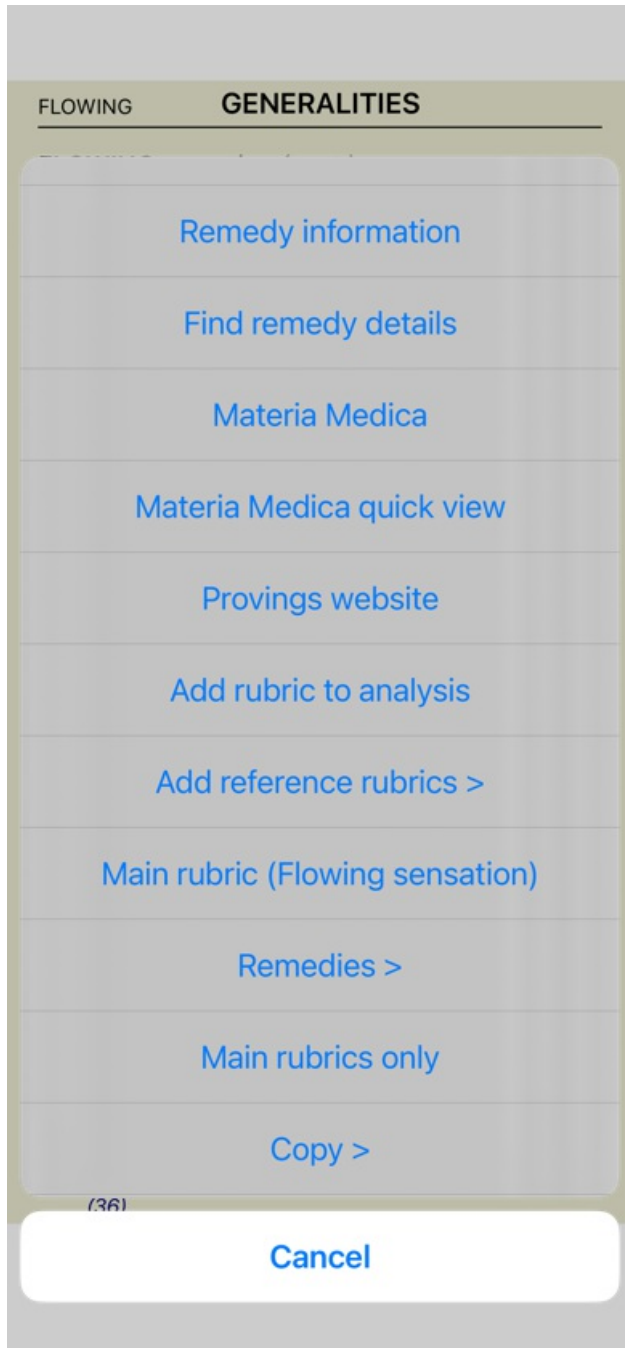 FLOWING GENERALITIES
Remedy information
Find remedy details
Materia Medica
Materia Medica quick view
Provings website
Add rubric to analysis
Add reference rubrics >
Main rubric (Flowing sensation)
Remedies >
Main rubrics only
Copy >
(36)
Cancel